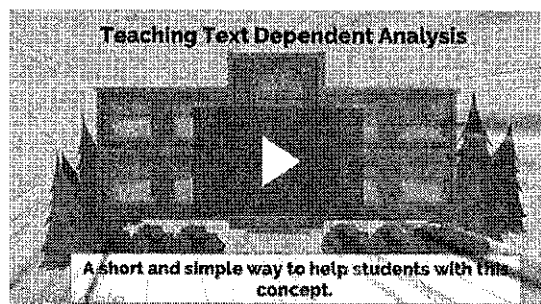 Teaching Text Dependent Analysis
A short and simple way to help students with this
concept.